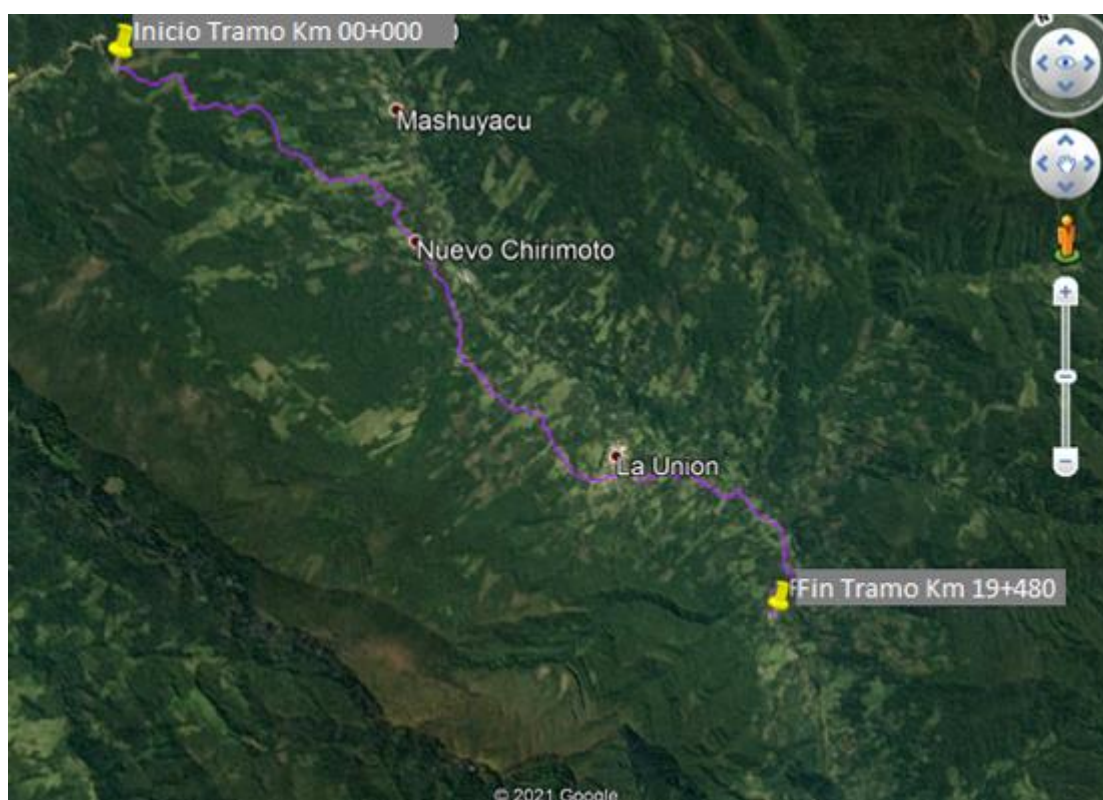 Inicio Tramo Km 00+000
Mashuyacu
Nuevo Chirimoto
La Union
Fin Tramo Km 19+480
© 2021 Google